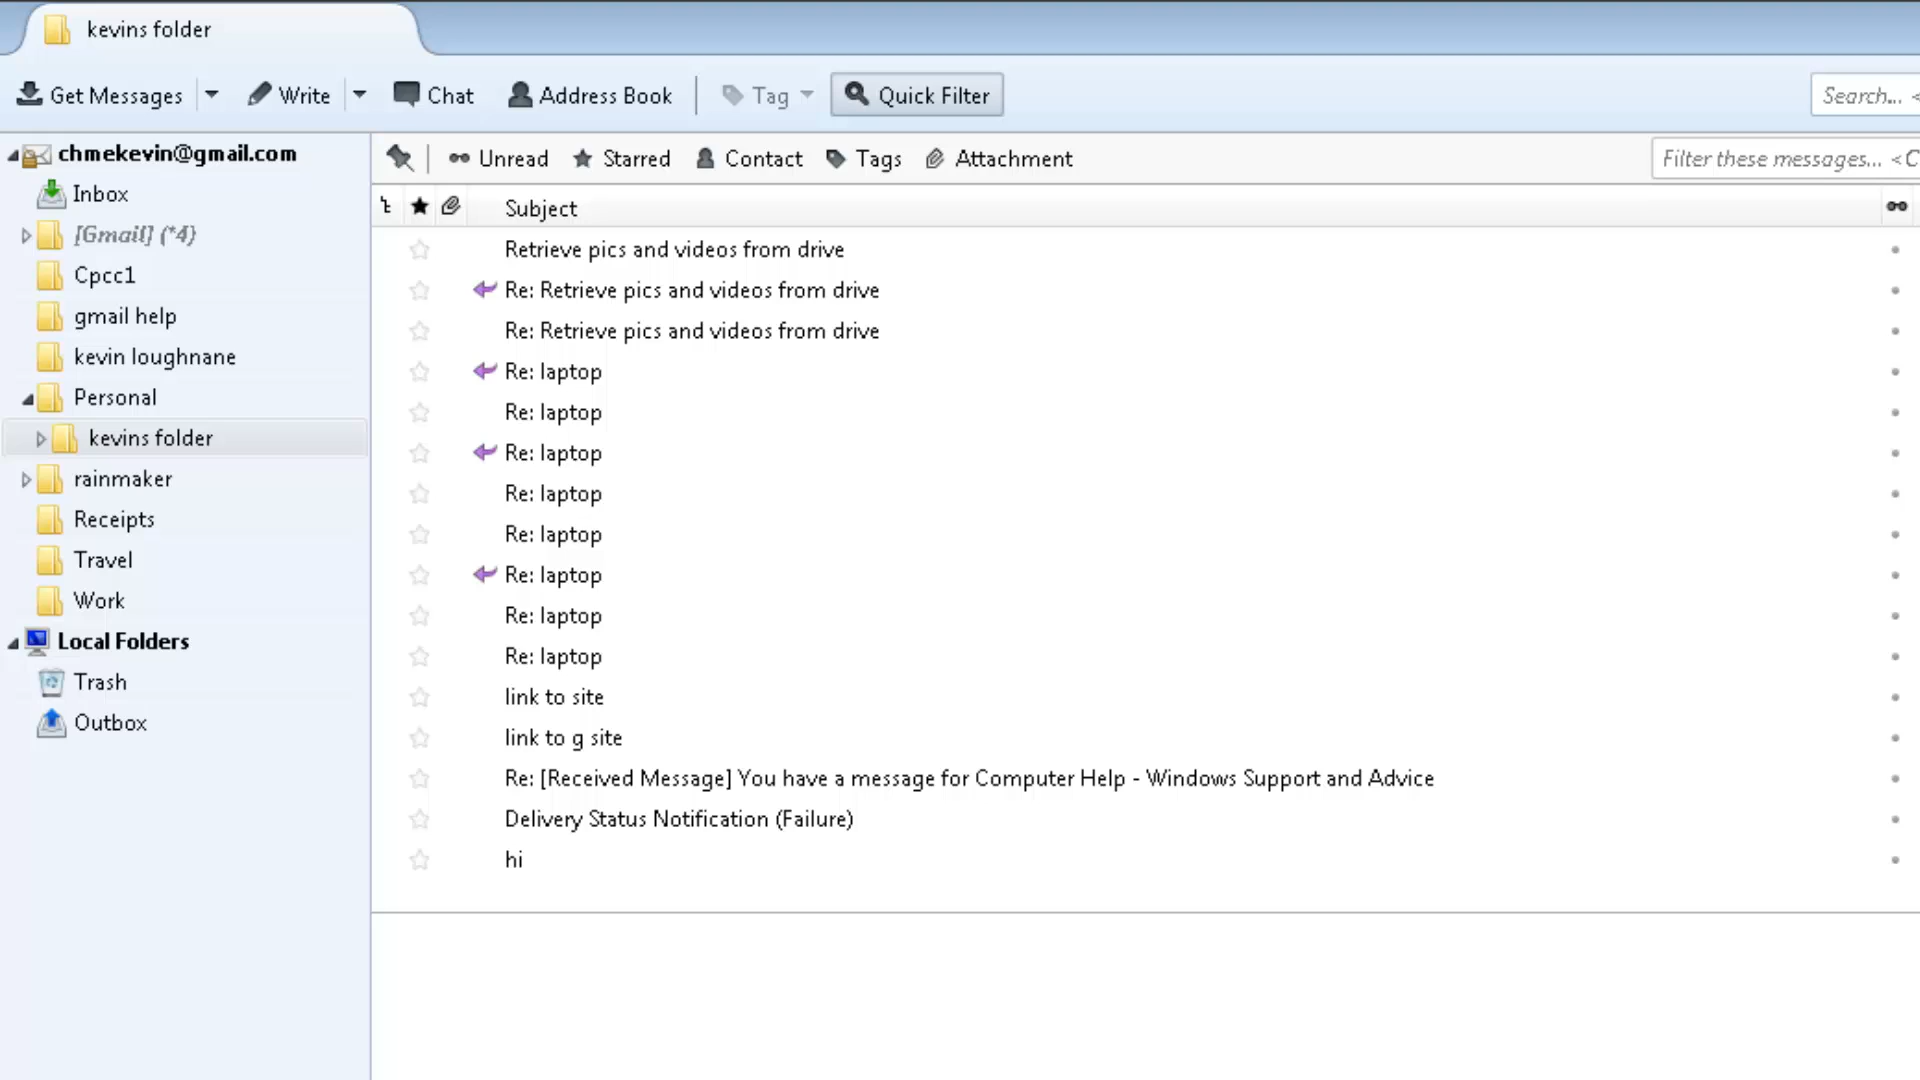 kevins folder
Get Messages Write Chat Address Book Tag Quick Filter Search... <
chmekevin@gmail.com
Inbox
[Gmail] (*4)
Cpcc1
gmail help
kevin loughnane
Personal
kevins folder
rainmaker
Receipts
Travel
Work
Local Folders
Trash
Outbox
Unread Starred Contact Tags Attachment Filter these messages... <C
Subject
Retrieve pics and videos from drive
Re: Retrieve pics and videos from drive
Re: Retrieve pics and videos from drive
Re: laptop
Re: laptop
Re: laptop
Re: laptop
Re: laptop
Re: laptop
Re: laptop
Re: laptop
link to site
link to g site
Re: [Received Message] You have a message for Computer Help - Windows Support and Advice
Delivery Status Notification (Failure)
hi